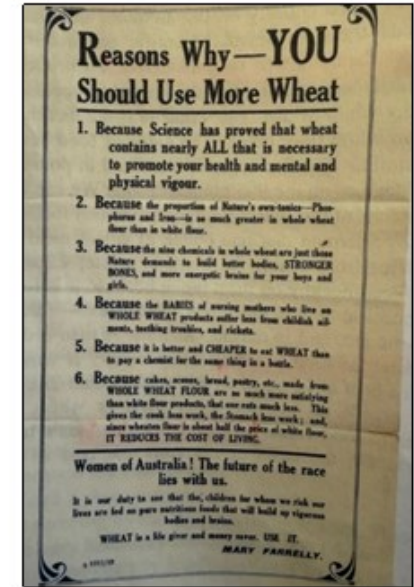 Reasons Why—YOU
Should Use More Wheat
1. Because Science has proved that wheat
contains nearly ALL that is necessary
to promote your health and mental and
physical vigour.
2. Because the proportion of Nature's own-tonics—Phos-
phorus and Iron—is so much greater in whole wheat
flour than in white flour.
3. Because the nine chemicals in whole wheat are just those
Nature demands to build better bodies, STRONGER
BONES, and more energetic brains for your boys and
girls.
4. Because the BABIES of nursing mothers who live on
WHOLE WHEAT products suffer less from childish ail-
ments, teething troubles, and rickets.
5. Because it is better and CHEAPER to eat WHEAT than
to pay a chemist for the same thing in a bottle.
6. Because cakes, scones, bread, pastry, etc., made from
WHOLE WHEAT FLOUR are so much more satisfying
than white flour products, that one eats much less. This
gives the cook less work, the Stomach less work; and,
since wheaten flour is about half the price of white flour,
IT REDUCES THE COST OF LIVING.
Women of Australia! The future of the race
lies with us.
It is our duty to see that the children for whom we risk our
lives are fed on pure nutritious foods that will build up vigorous
bodies and brains.
WHEAT is a life giver and money saver. USE IT.
MARY FARRELLY.